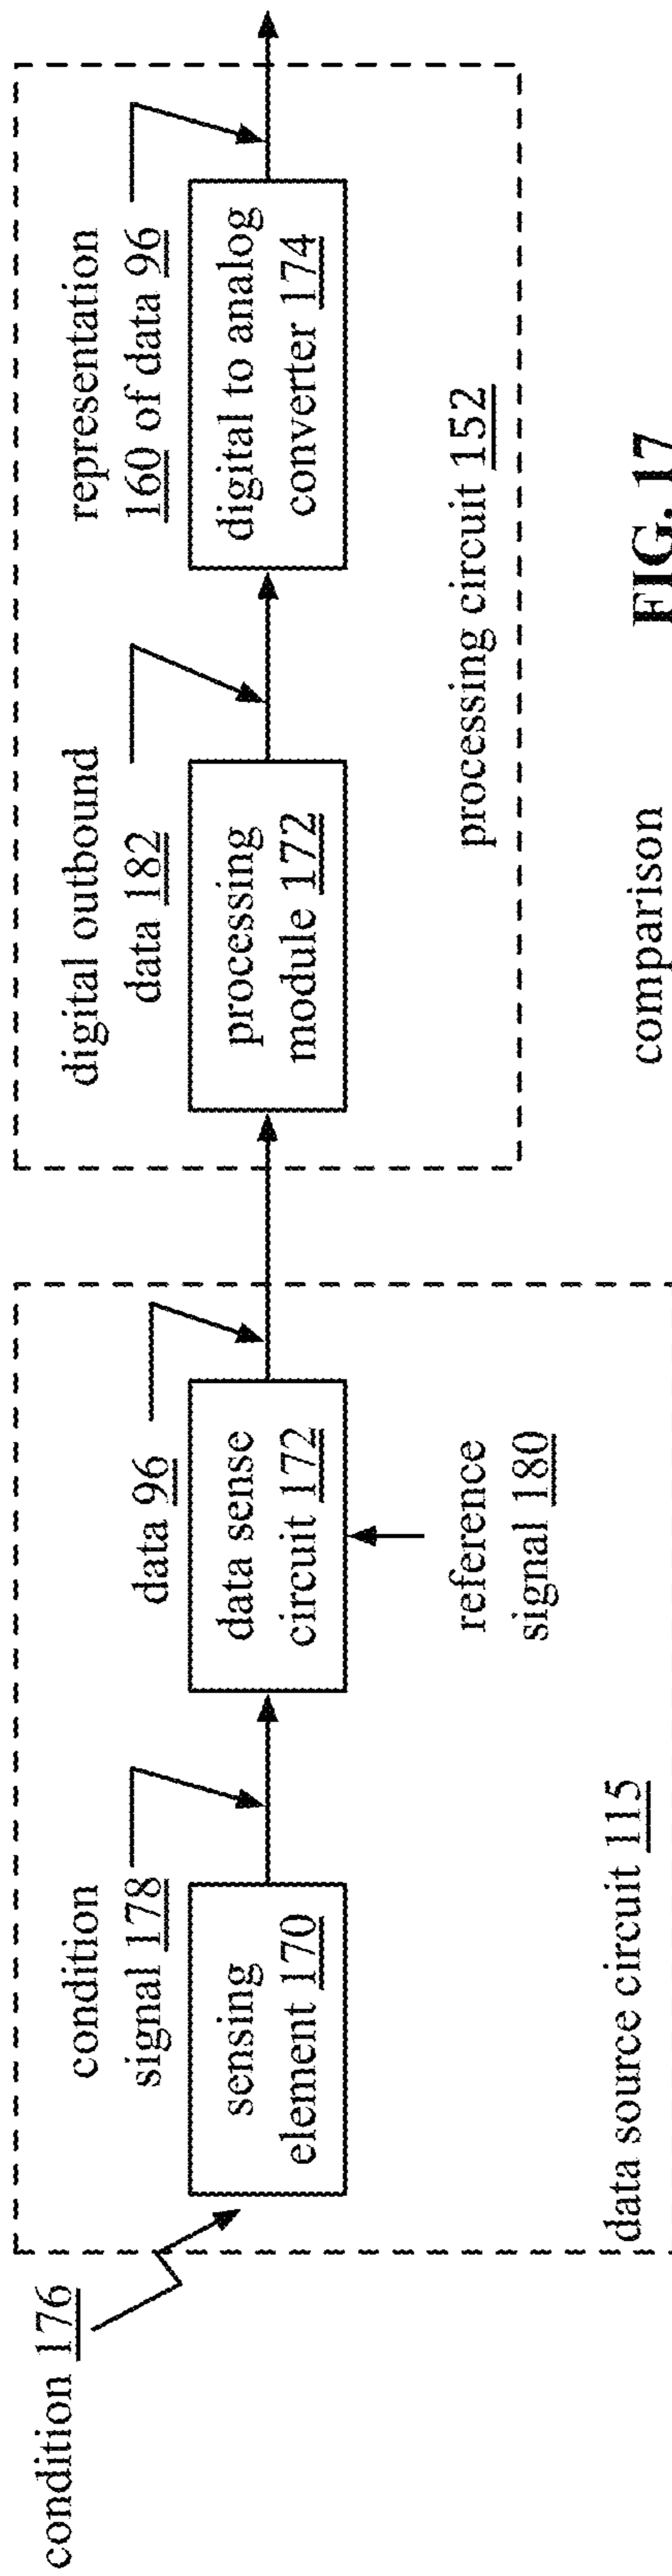 condition 176
condition
signal 178
sensing
element 170
data 96
data sense
circuit 172
reference
signal 180
data source circuit 115
digital outbound
data 182
processing
module 172
representation
160 of data 96
digital to analog
converter 174
processing circuit 152
comparison
FIG. 17